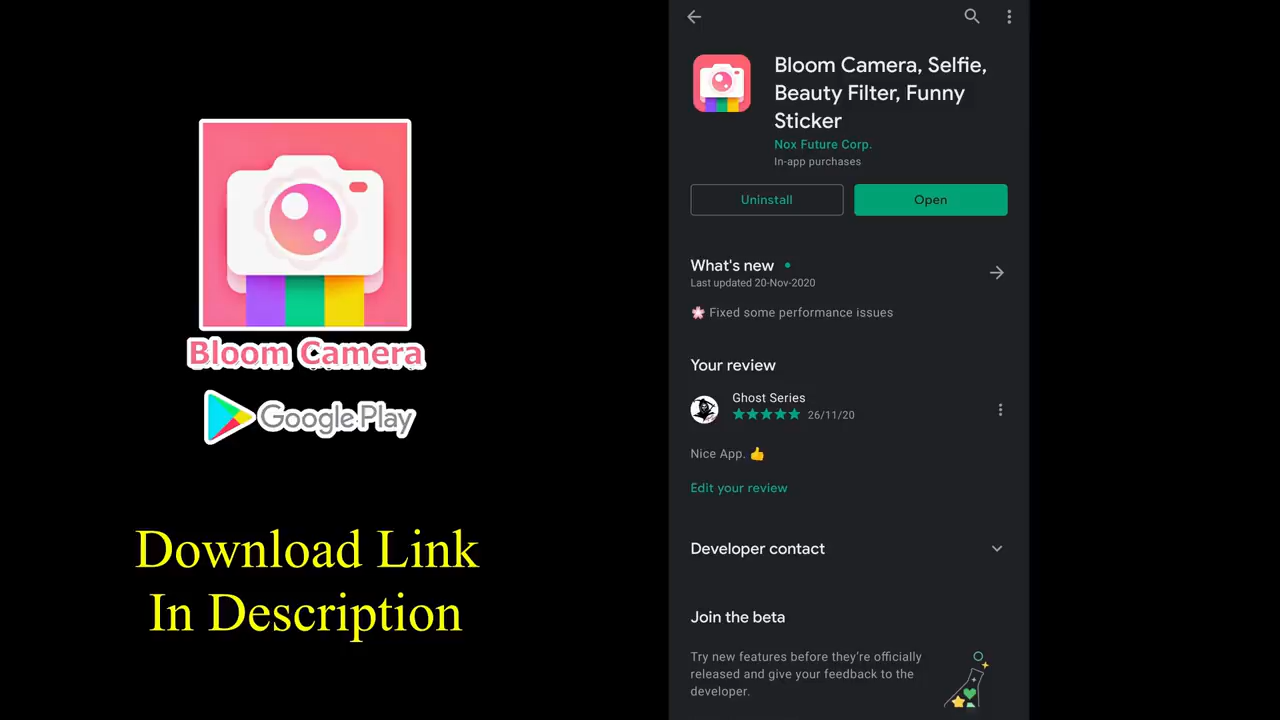 Bloom Camera
Google Play
Download Link
In Description
Bloom Camera, Selfie,
Beauty Filter, Funny
Sticker
Nox Future Corp.
In-app purchases
Uninstall
Open
What's new
Last updated 20-Nov-2020
🌸 Fixed some performance issues
Your review
Ghost Series
★★★★★ 26/11/20
Nice App. 👍
Edit your review
Developer contact
Join the beta
Try new features before they’re officially
released and give your feedback to the
developer.